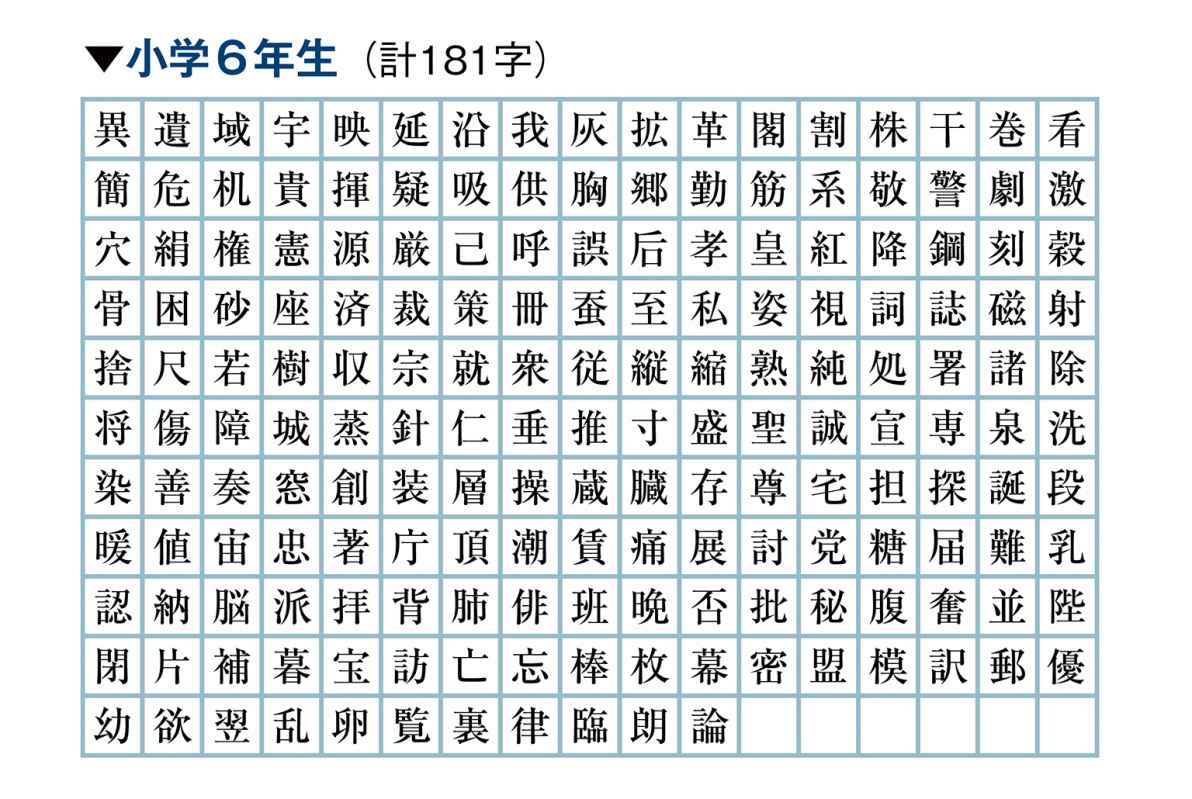 ▼小学6年生（計181字）
異遺域宇映延沿我灰拡革閣割株干巻看
簡危机貴揮疑吸供胸郷勤筋系敬警劇激
穴絹権憲源厳己呼誤后孝皇紅降鋼刻穀
骨困砂座済裁策冊蚕至私姿視詞誌磁射
捨尺若樹収宗就衆従縦縮熟純処署諸除
将傷障城蒸針仁垂推寸盛聖誠宣専泉洗
染善奏窓創装層操蔵臓存尊宅担探誕段
暖値宙忠著庁頂潮賃痛展討党糖届難乳
認納脳派拝背肺俳班晩否批秘腹奮並陛
閉片補暮宝訪亡忘棒枚幕密盟模訳郵優
幼欲翌乱卵覧裏律臨朗論